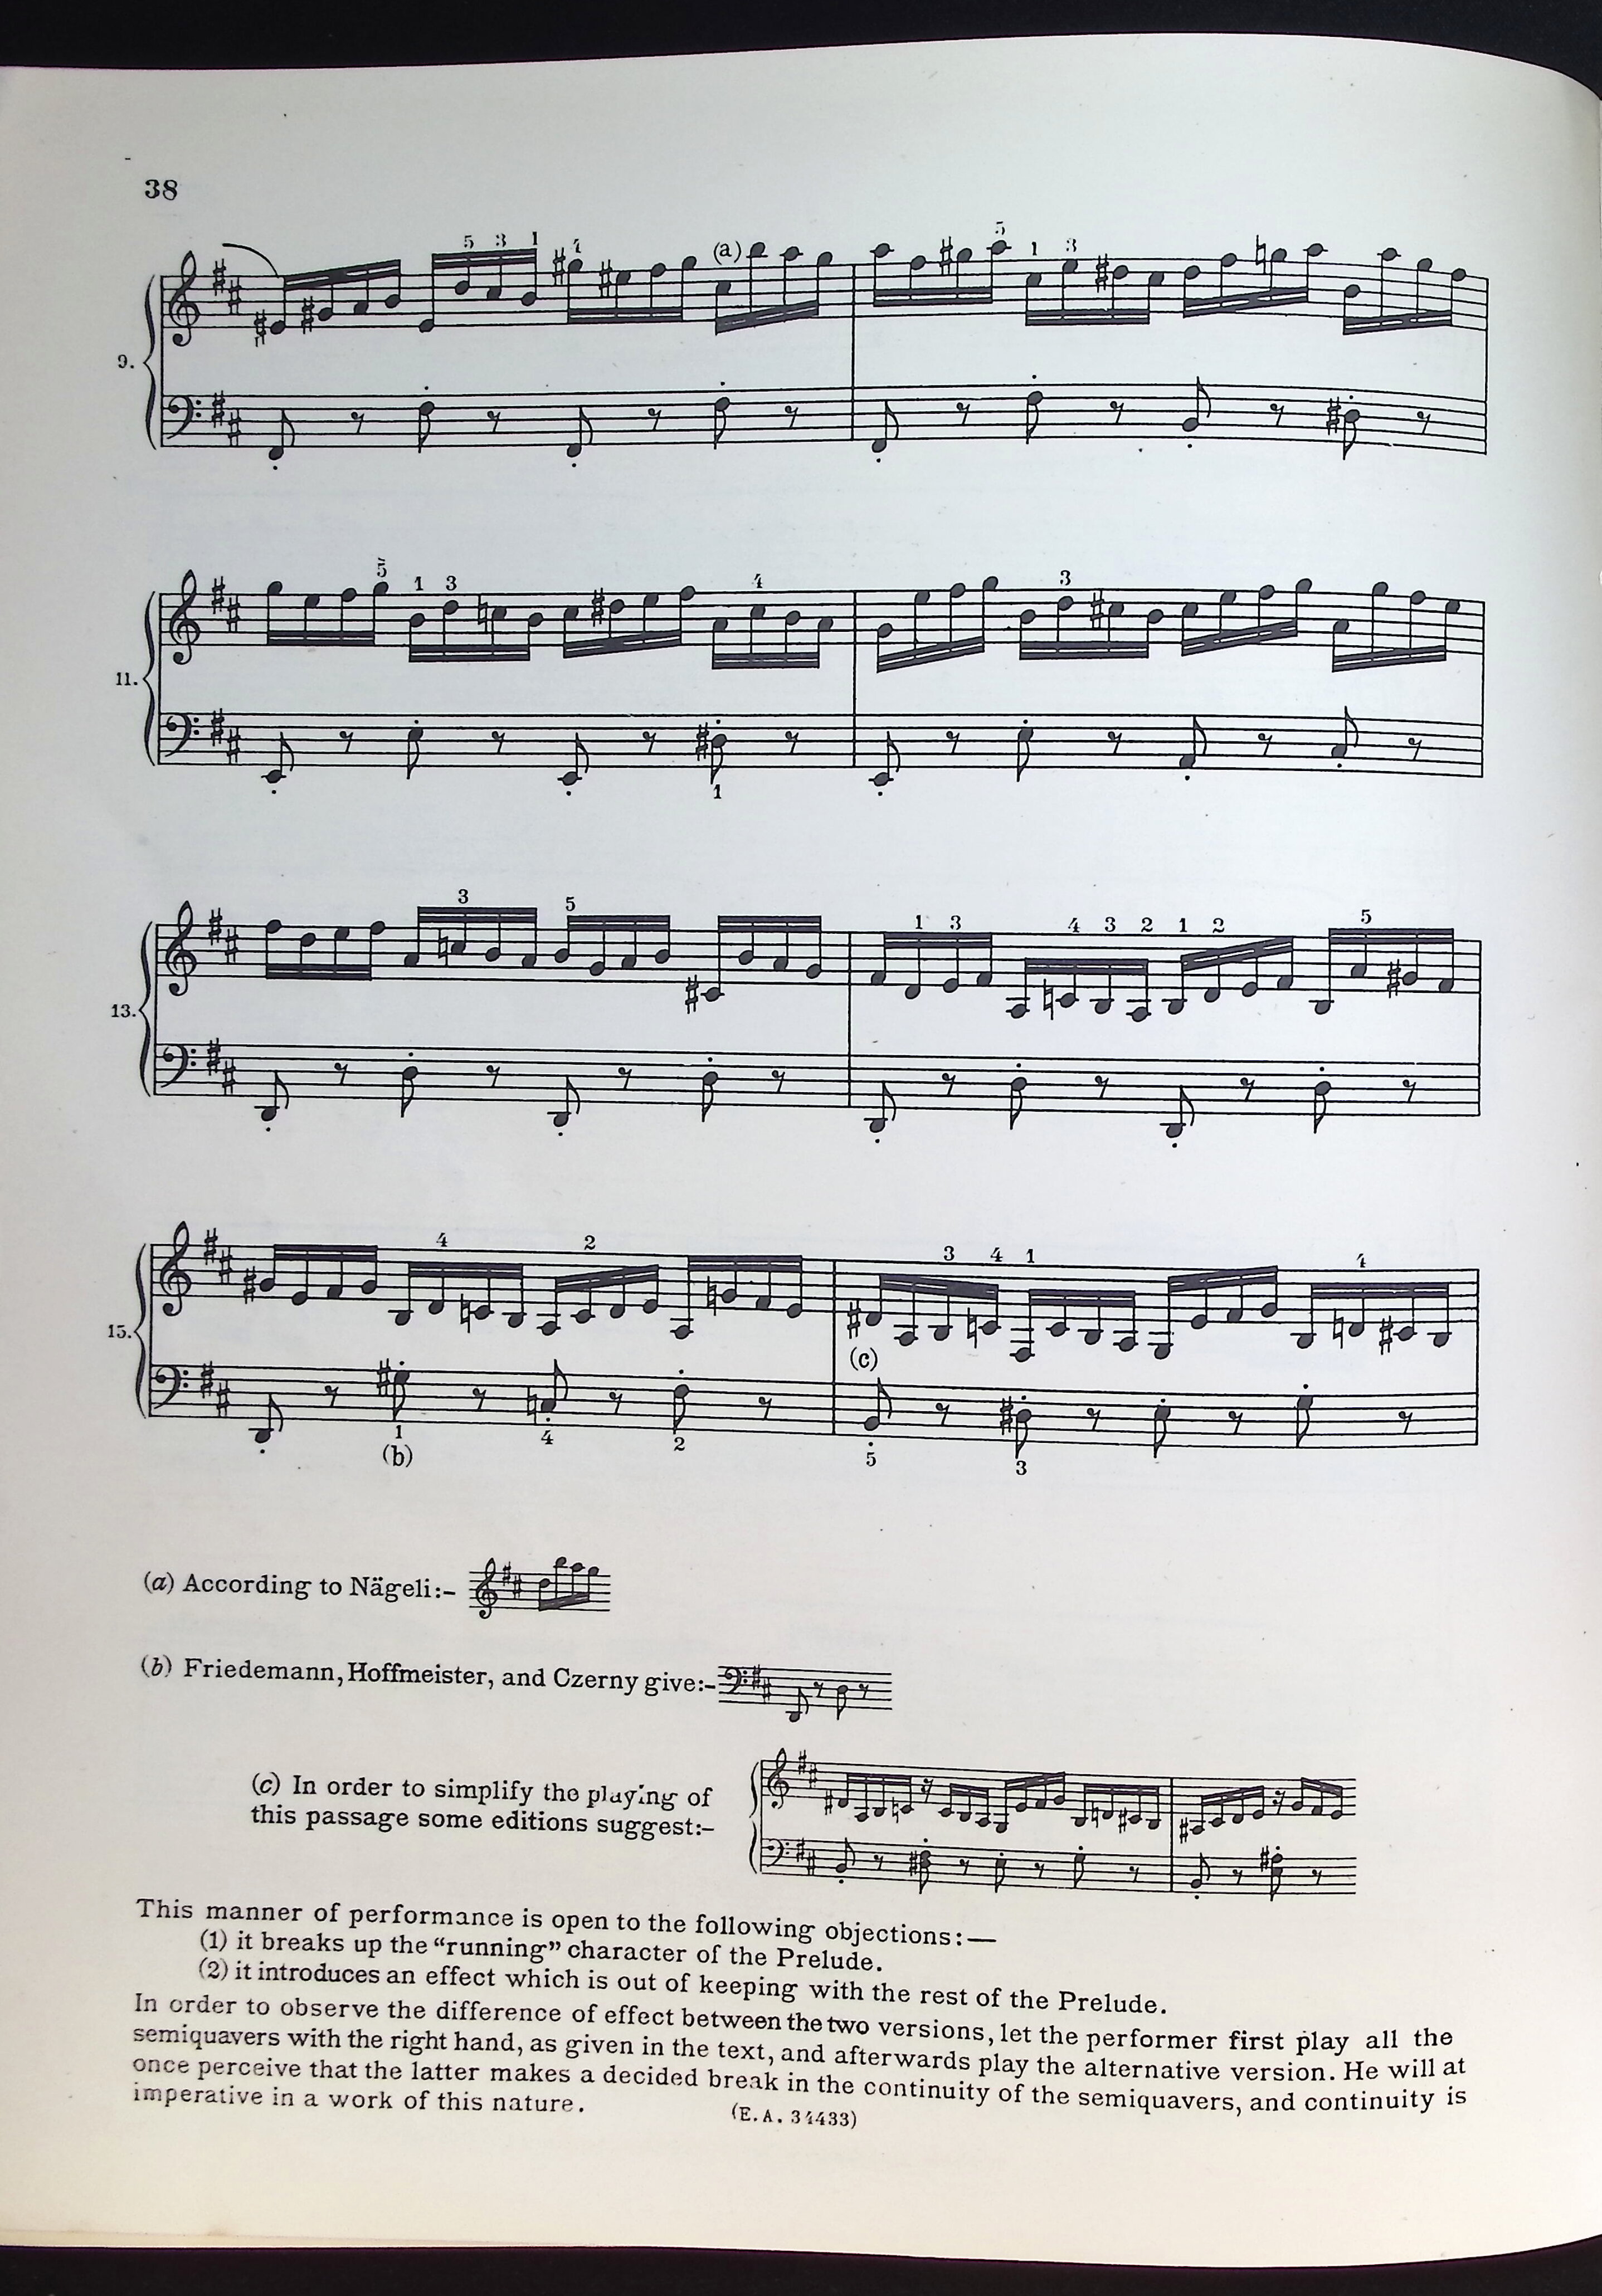 38
5 3 1 4 (a) 5 1 3
9.
5 1 3 4 3
11.
1
3 5 1 3 4 3 2 1 2 5
13.
4 2 3 4 1 4
15.
(c)
1 4 2 5 3
(b)
(a) According to Nägeli:-
(b) Friedemann, Hoffmeister, and Czerny give:-
(c) In order to simplify the playing of
this passage some editions suggest:-
This manner of performance is open to the following objections:—
(1) it breaks up the “running” character of the Prelude.
(2) it introduces an effect which is out of keeping with the rest of the Prelude.
In order to observe the difference of effect between the two versions, let the performer first play all the
semiquavers with the right hand, as given in the text, and afterwards play the alternative version. He will at
once perceive that the latter makes a decided break in the continuity of the semiquavers, and continuity is
imperative in a work of this nature.
(E.A. 34433)